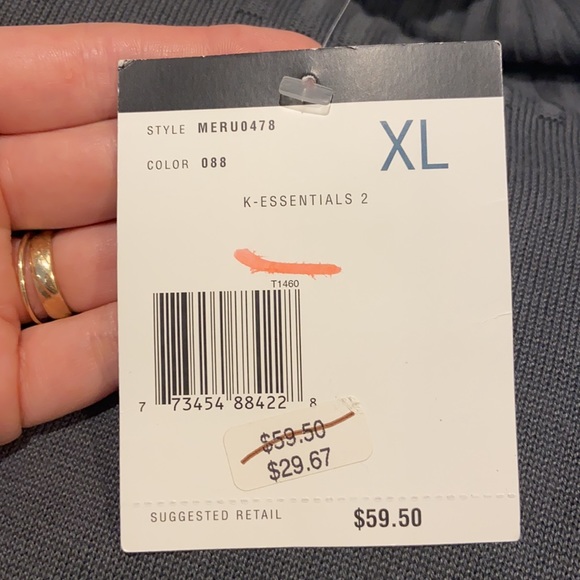 STYLE MERU0478
XL
COLOR 088
K-ESSENTIALS 2
T1460
7 73454 88422 8
$59.50
$29.67
SUGGESTED RETAIL $59.50